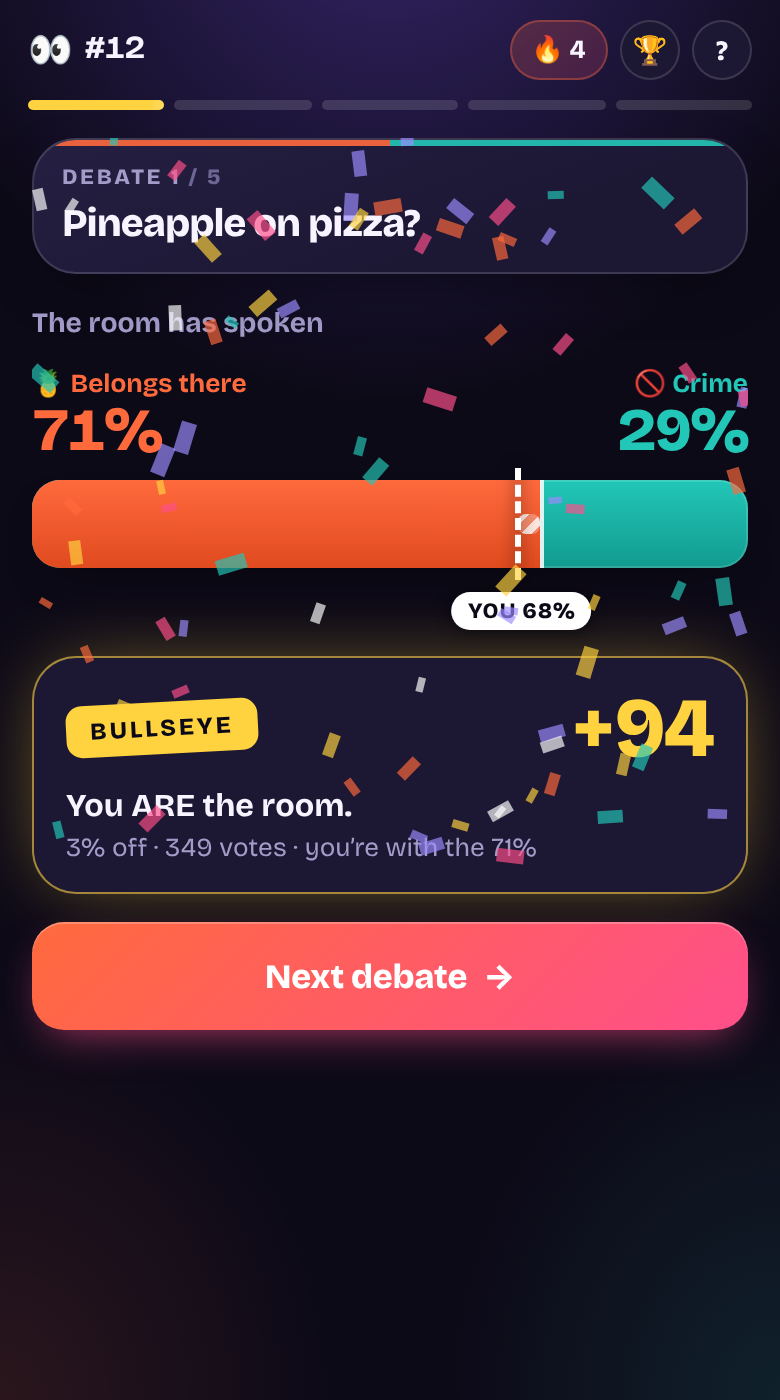 👀 #12
🔥 4 🏆 ?
DEBATE 1 / 5
Pineapple on pizza?
The room has spoken
🍍 Belongs there
71%
🚫 Crime
29%
YOU 68%
BULLSEYE
+94
You ARE the room.
3% off · 349 votes · you’re with the 71%
Next debate →